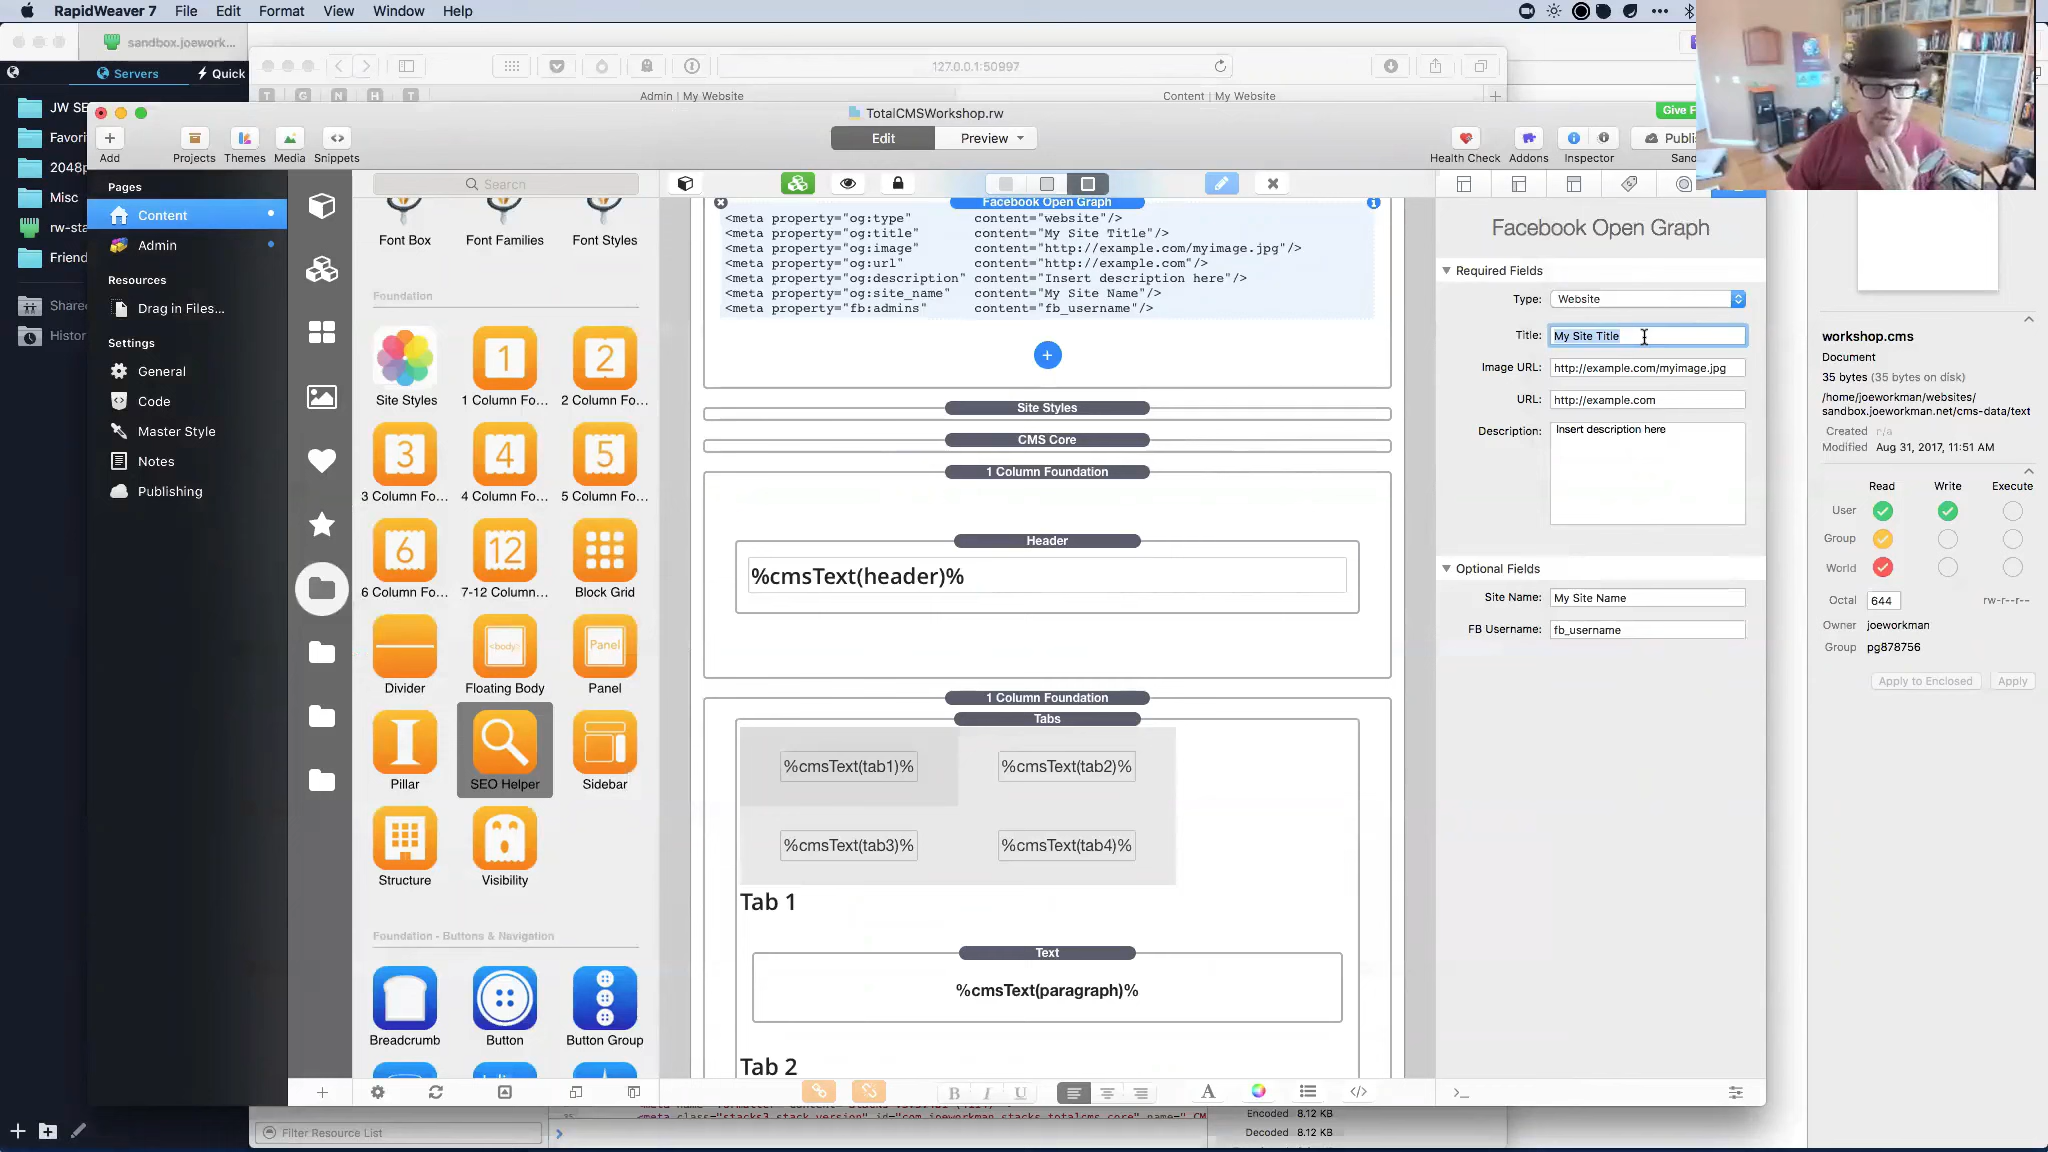 RapidWeaver 7 File Edit Format View Window Help
sandbox.joework...
Servers
Quick
127.0.0.1:50997
T G N H T
Admin | My Website
Content | My Website
JW SE
Favori
2048p
Misc
rw-sta
Friend
Share
Histor
TotalCMSWorkshop.rw
Give F
Add
Projects
Themes
Media
Snippets
Edit
Preview
Health Check
Addons
Inspector
Publi
San
Pages
Content
Admin
Resources
Drag in Files...
Settings
General
Code
Master Style
Notes
Publishing
Search
Font Box
Font Families
Font Styles
Foundation
Site Styles
1
1 Column Fo...
2
2 Column Fo...
3
3 Column Fo...
4
4 Column Fo...
5
5 Column Fo...
6
6 Column Fo...
12
7-12 Column...
Block Grid
Divider
<body>
Floating Body
Panel
Panel
Pillar
SEO Helper
Sidebar
Structure
Visibility
Foundation - Buttons & Navigation
Breadcrumb
Button
Button Group
Facebook Open Graph
<meta property="og:type" content="website"/>
<meta property="og:title" content="My Site Title"/>
<meta property="og:image" content="http://example.com/myimage.jpg"/>
<meta property="og:url" content="http://example.com"/>
<meta property="og:description" content="Insert description here"/>
<meta property="og:site_name" content="My Site Name"/>
<meta property="fb:admins" content="fb_username"/>
Site Styles
CMS Core
1 Column Foundation
Header
%cmsText(header)%
1 Column Foundation
Tabs
%cmsText(tab1)%
%cmsText(tab2)%
%cmsText(tab3)%
%cmsText(tab4)%
Tab 1
Text
%cmsText(paragraph)%
Tab 2
B I U
A
Facebook Open Graph
Required Fields
Type: Website
Title: My Site Title
Image URL: http://example.com/myimage.jpg
URL: http://example.com
Description: Insert description here
Optional Fields
Site Name: My Site Name
FB Username: fb_username
workshop.cms
Document
35 bytes (35 bytes on disk)
/home/joeworkman/websites/
sandbox.joeworkman.net/cms-data/text
Created n/a
Modified Aug 31, 2017, 11:51 AM
Read Write Execute
User
Group
World
Octal 644 rw-r--r--
Owner joeworkman
Group pg878756
Apply to Enclosed
Apply
Filter Resource List
Encoded 8.12 KB
Decoded 8.12 KB